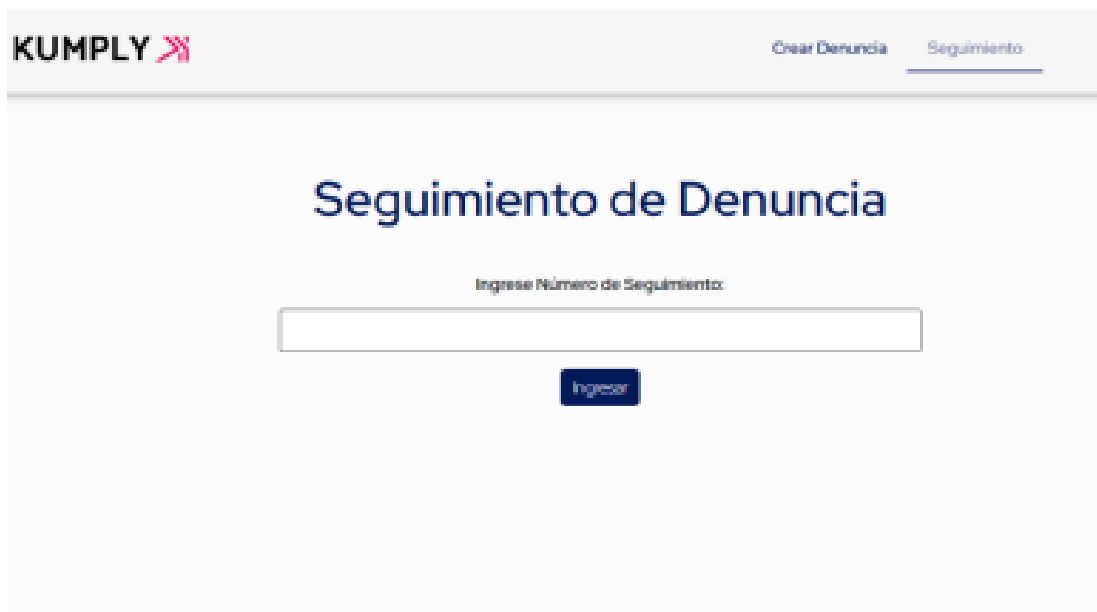 KUMPLY
Crear Denuncia
Seguimiento
Seguimiento de Denuncia
Ingrese Número de Seguimiento:
Ingresar